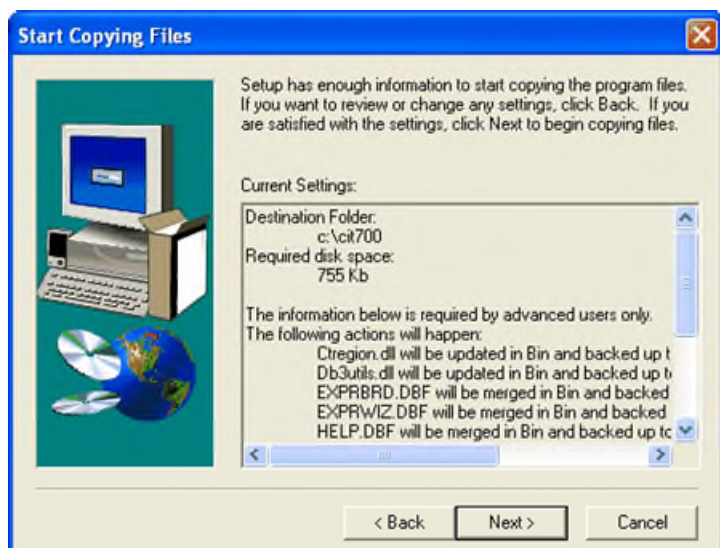 Start Copying Files
Setup has enough information to start copying the program files.
If you want to review or change any settings, click Back. If you
are satisfied with the settings, click Next to begin copying files.
Current Settings:
Destination Folder:
c:\cit700
Required disk space:
755 Kb
The information below is required by advanced users only.
The following actions will happen:
Ctregion.dll will be updated in Bin and backed up t
Db3utils.dll will be updated in Bin and backed up to
EXPRBRD.DBF will be merged in Bin and backed
EXPRWIZ.DBF will be merged in Bin and backed
HELP.DBF will be merged in Bin and backed up to
< Back
Next >
Cancel